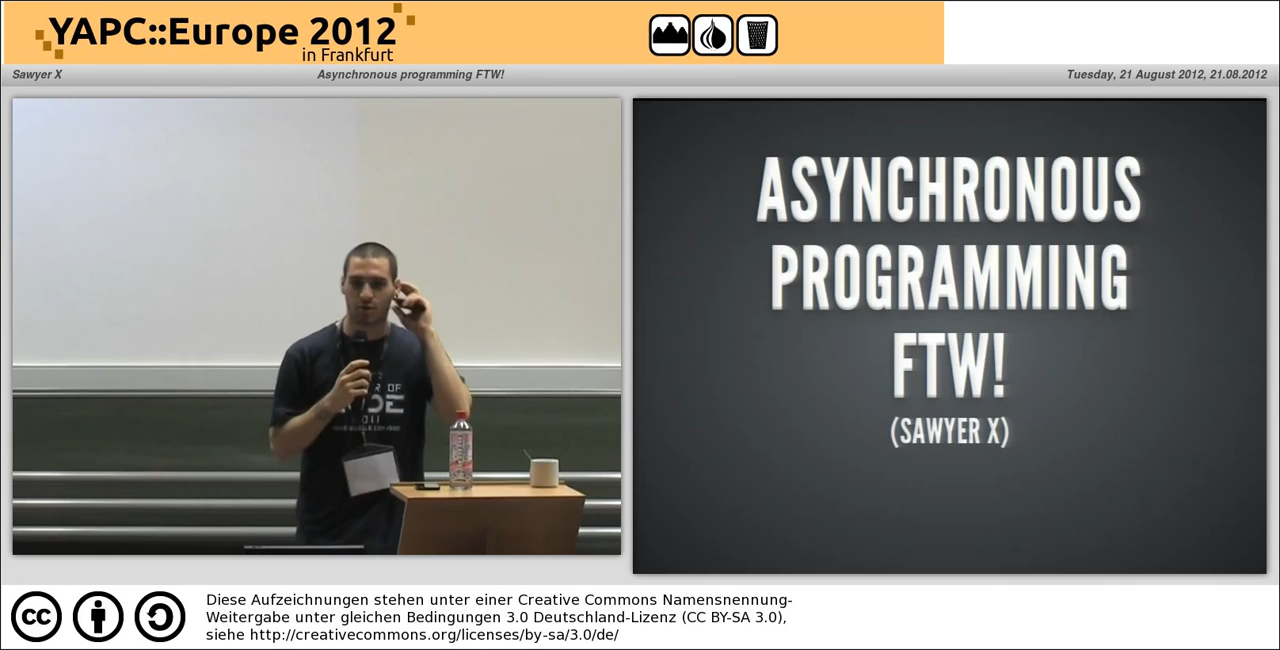 YAPC::Europe 2012
in Frankfurt
Sawyer X
Asynchronous programming FTW!
Tuesday, 21 August 2012, 21.08.2012
OF
ASYNCHRONOUS
PROGRAMMING
FTW!
(SAWYER X)
cc
Diese Aufzeichnungen stehen unter einer Creative Commons Namensnennung-
Weitergabe unter gleichen Bedingungen 3.0 Deutschland-Lizenz (CC BY-SA 3.0),
siehe http://creativecommons.org/licenses/by-sa/3.0/de/